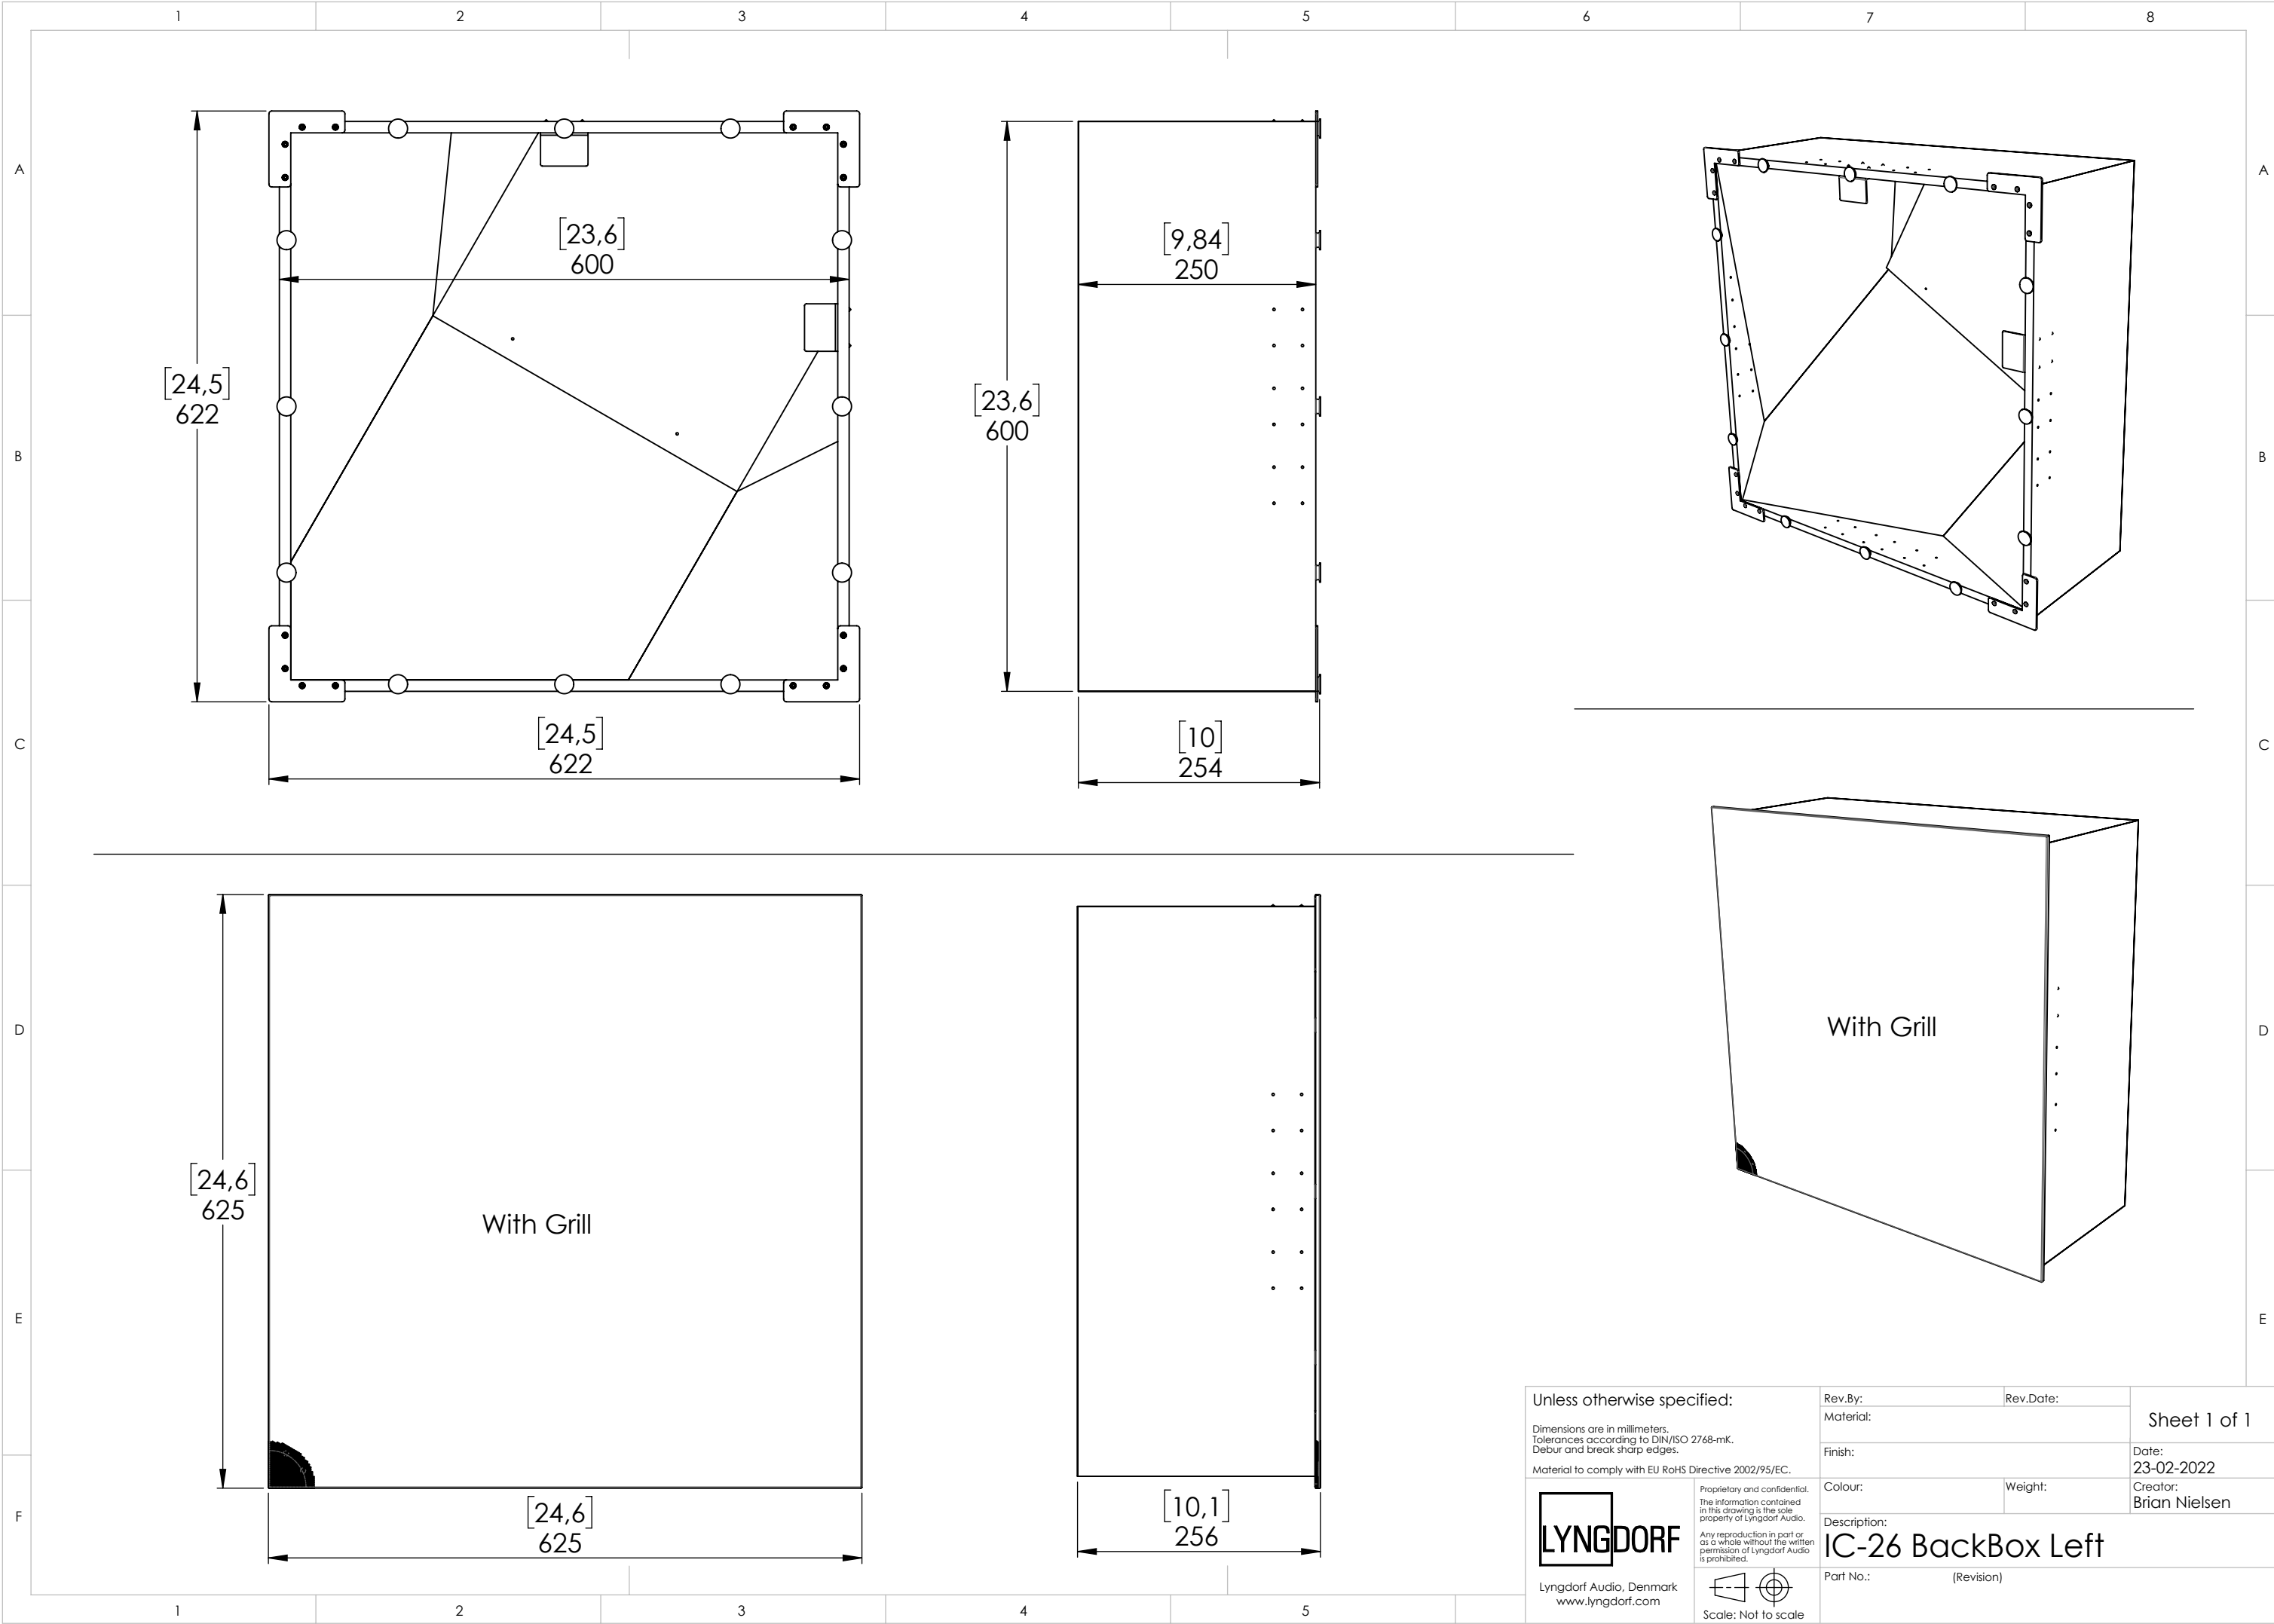 1 2 3 4 5 6 7 8
A A
B B
C C
D D
E E
F
[24,5]
622
[23,6]
600
[24,5]
622
[23,6]
600
[9,84]
250
[10]
254
[24,6]
625
With Grill
[24,6]
625
[10,1]
256
With Grill
Unless otherwise specified:
Dimensions are in millimeters.
Tolerances according to DIN/ISO 2768-mK.
Debur and break sharp edges.
Material to comply with EU RoHS Directive 2002/95/EC.
Rev.By:
Rev.Date:
Material:
Sheet 1 of 1
Finish:
Date:
23-02-2022
Colour:
Weight:
Creator:
Brian Nielsen
LYNGDORF
Lyngdorf Audio, Denmark
www.lyngdorf.com
Proprietary and confidential.
The information contained
in this drawing is the sole
property of Lyngdorf Audio.
Any reproduction in part or
as a whole without the written
permission of Lyngdorf Audio
is prohibited.
Scale: Not to scale
Description:
IC-26 BackBox Left
Part No.:
(Revision)
1 2 3 4 5